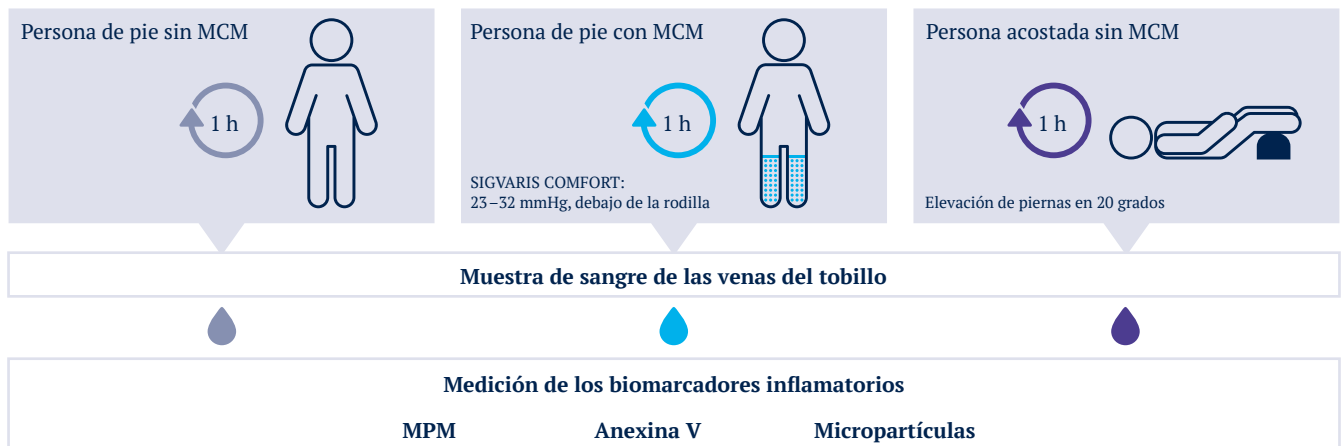 Persona de pie sin MCM
1 h
Persona de pie con MCM
1 h
SIGVARIS COMFORT:
23–32 mmHg, debajo de la rodilla
Persona acostada sin MCM
1 h
Elevación de piernas en 20 grados
Muestra de sangre de las venas del tobillo
Medición de los biomarcadores inflamatorios
MPM Anexina V Micropartículas